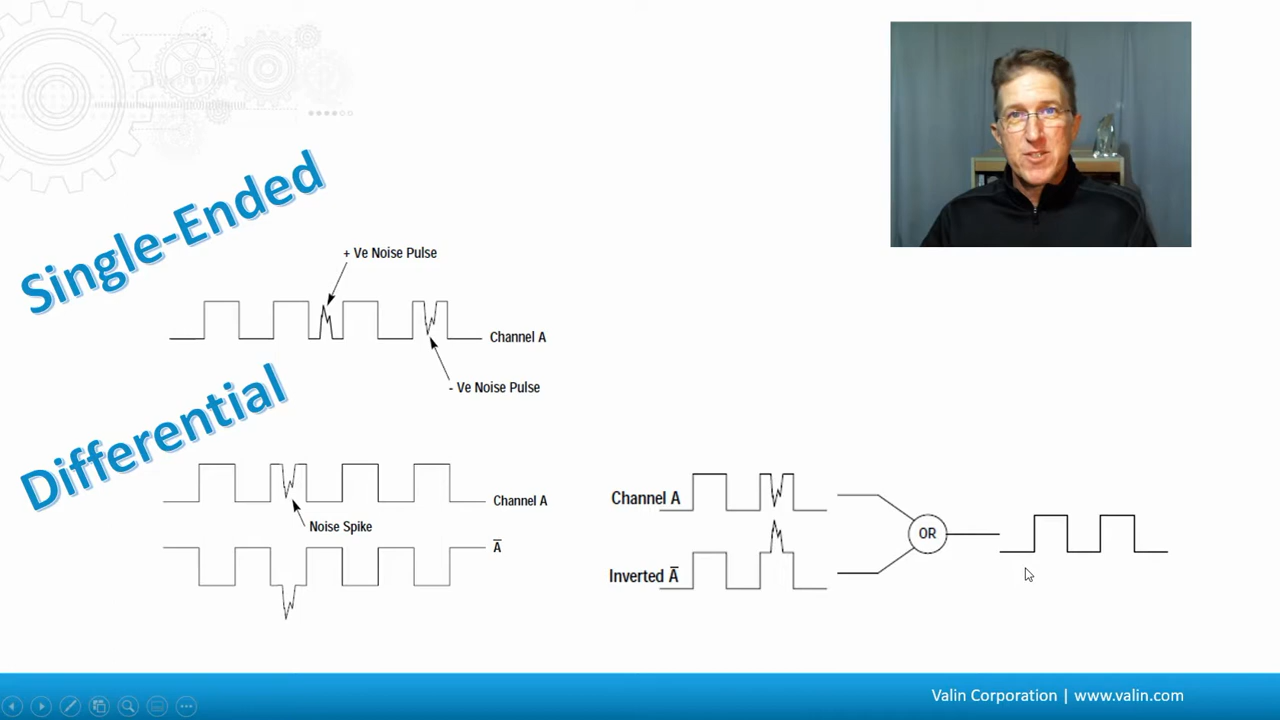 Single-Ended
+ Ve Noise Pulse
Channel A
- Ve Noise Pulse
Differential
Channel A
Noise Spike
A̅
Channel A
OR
Inverted A̅
Valin Corporation | www.valin.com